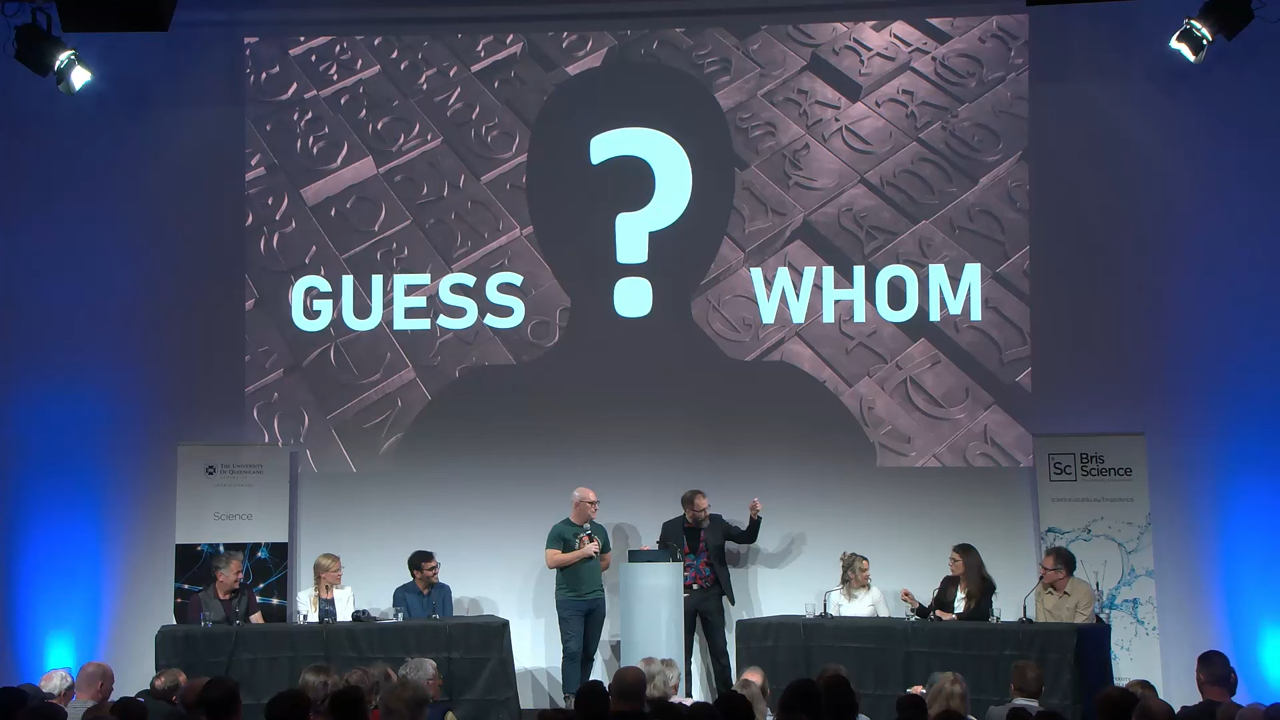 GUESS ? WHOM
THE UNIVERSITY
OF QUEENSLAND
Science
Sc
Bris
Science